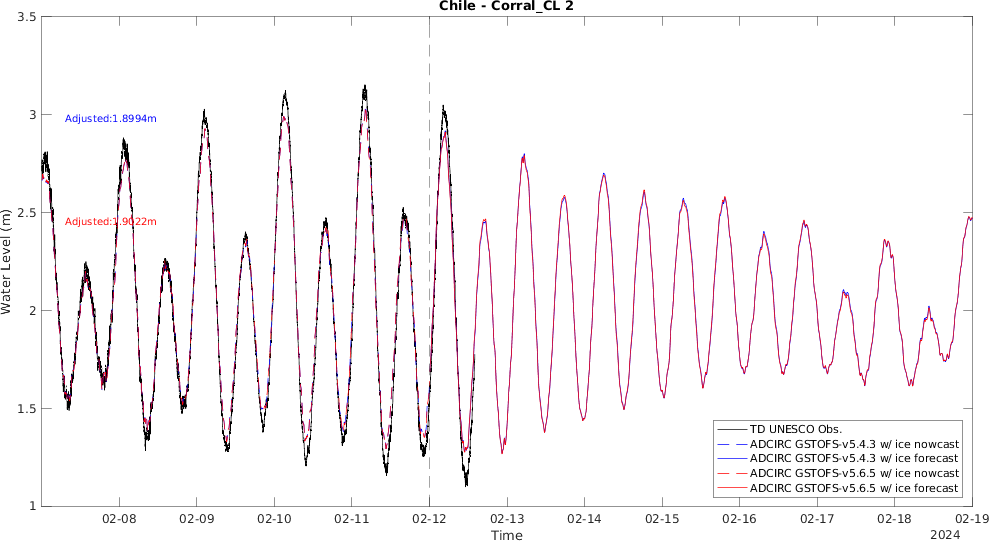 Chile - Corral_CL 2
3.5
3
2.5
2
1.5
1
Water Level (m)
Adjusted:1.8994m
Adjusted:1.9022m
TD UNESCO Obs.
ADCIRC GSTOFS-v5.4.3 w/ ice nowcast
ADCIRC GSTOFS-v5.4.3 w/ ice forecast
ADCIRC GSTOFS-v5.6.5 w/ ice nowcast
ADCIRC GSTOFS-v5.6.5 w/ ice forecast
02-08 02-09 02-10 02-11 02-12 02-13 02-14 02-15 02-16 02-17 02-18 02-19
Time
2024